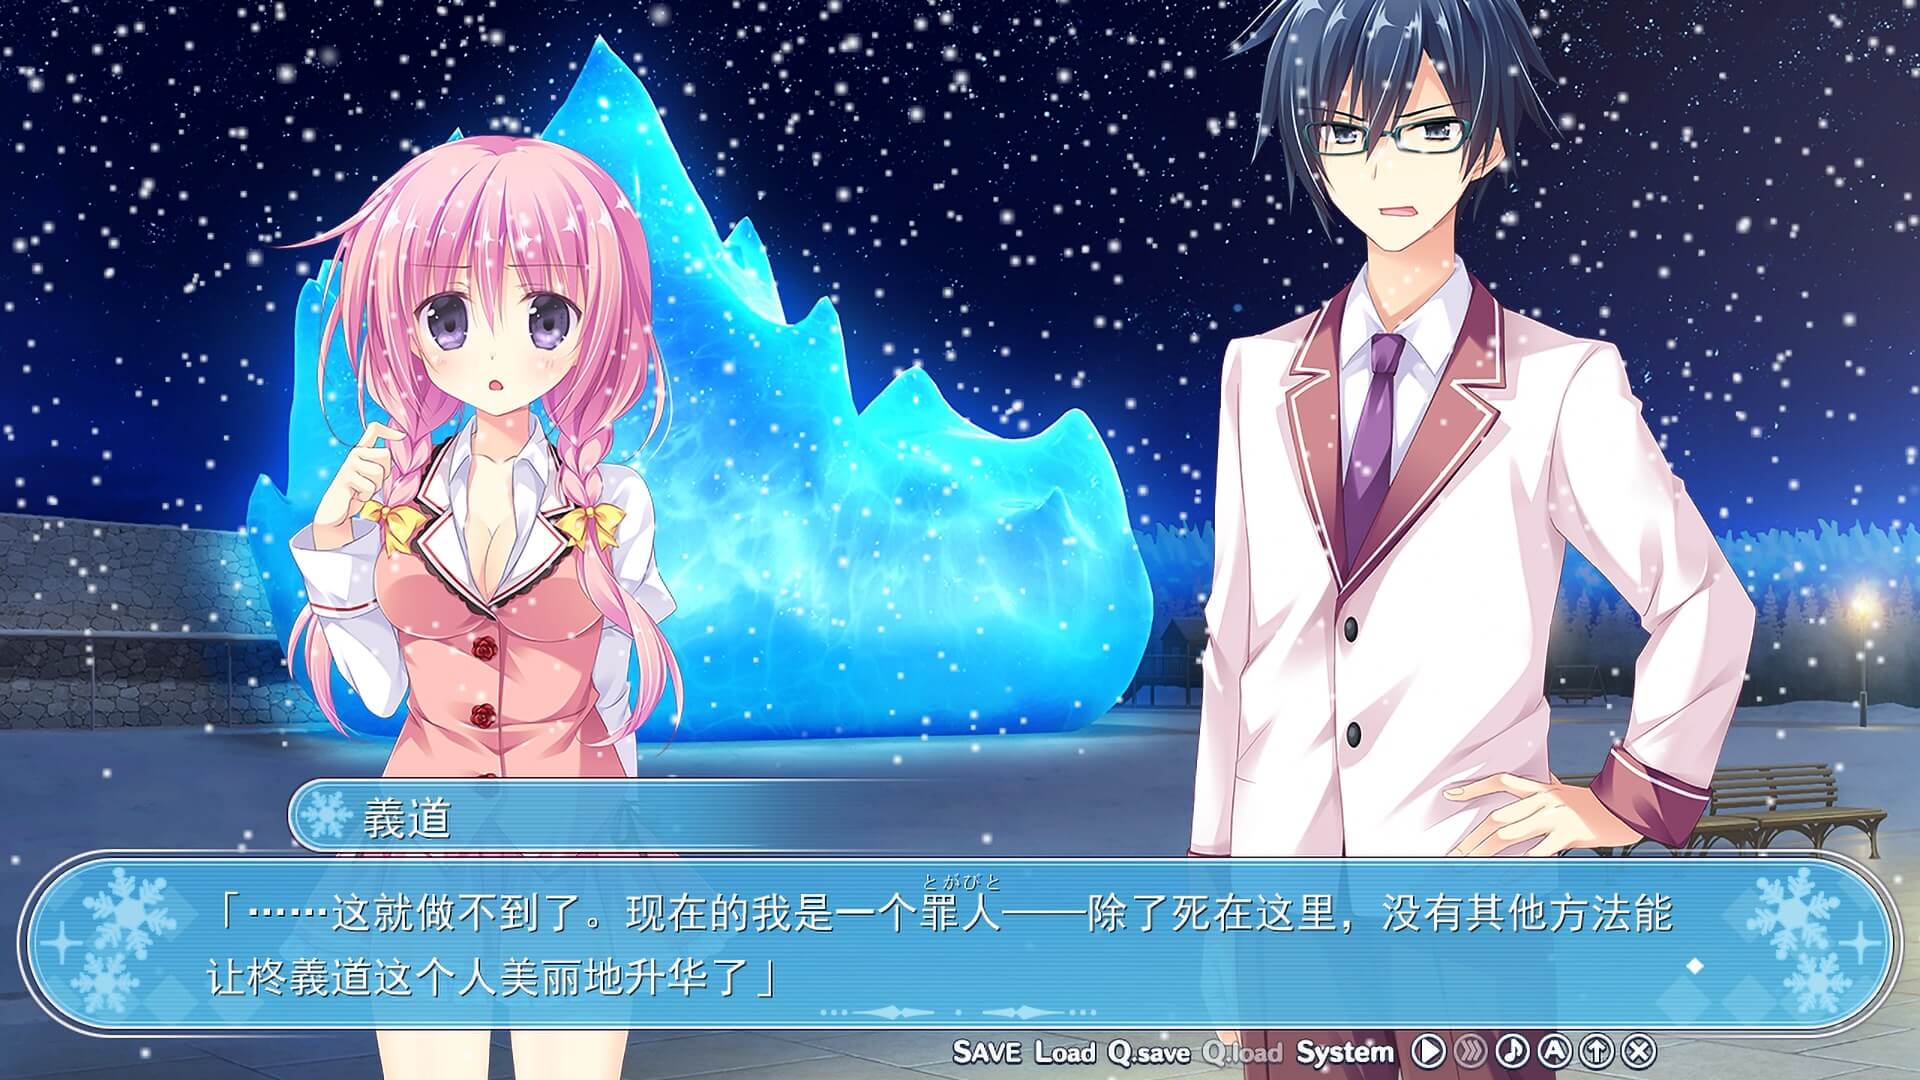 義道
とがびと
「……这就做不到了。现在的我是一个罪人——除了死在这里，没有其他方法能
让柊義道这个人美丽地升华了」
SAVE Load Q.save Q.load System